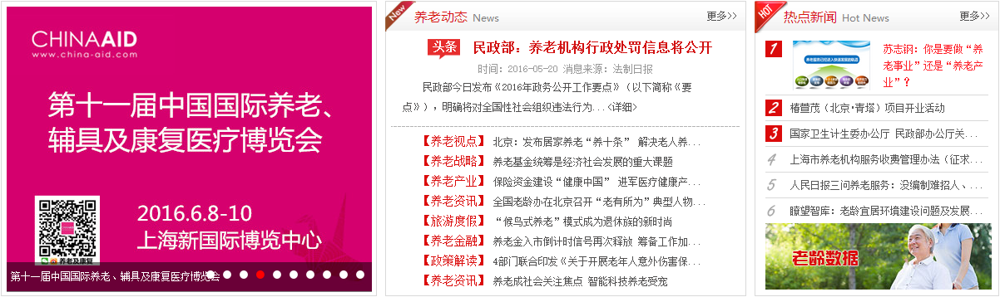 CHINAAID
www.china-aid.com
第十一届中国国际养老、
辅具及康复医疗博览会
2016.6.8-10
上海新国际博览中心
养老及康复
第十一届中国国际养老、辅具及康复医疗博览会
New
养老动态 News 更多>>
头条 民政部：养老机构行政处罚信息将公开
时间：2016-05-20 消息来源：法制日报
民政部今日发布《2016年政务公开工作要点》（以下简称《要
点》），明确将对全国性社会组织违法行为...<详细>
【养老视点】 北京：发布居家养老“养十条” 解决老人养...
【养老战略】 养老基金统筹是经济社会发展的重大课题
【养老产业】 保险资金建设“健康中国” 进军医疗健康产...
【养老资讯】 全国老龄办在北京召开“老有所为”典型人物...
【旅游度假】 “候鸟式养老”模式成为退休族的新时尚
【养老金融】 养老金入市倒计时信号再次释放 筹备工作加...
【政策解读】 4部门联合印发《关于开展老年人意外伤害保...
【养老资讯】 养老成社会关注焦点 智能科技养老受宠
HOT
热点新闻 Hot News 更多>>
1 苏志钢：你是要做“养
老事业”还是“养老产
业”？
2 椿萱茂（北京·青塔）项目开业活动
3 国家卫生计生委办公厅 民政部办公厅关...
4 上海市养老机构服务收费管理办法（征求...
5 人民日报三问养老服务：没编制难招人、...
6 瞭望智库：老龄宜居环境建设问题及发展...
老龄数据